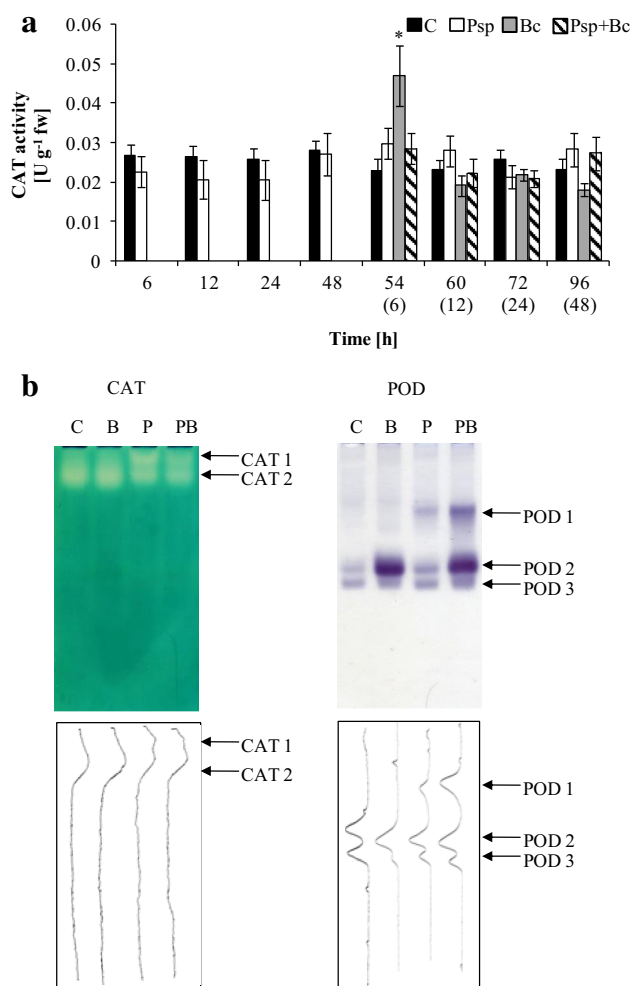 a
C Psp Bc Psp+Bc
CAT activity
[U g-1 fw]
0.06
0.05
0.04
0.03
0.02
0.01
0
*
6 12 24 48 54 60 72 96
(6) (12) (24) (48)
Time [h]
b
CAT POD
C B P PB C B P PB
CAT 1
CAT 2
POD 1
POD 2
POD 3
CAT 1
CAT 2
POD 1
POD 2
POD 3